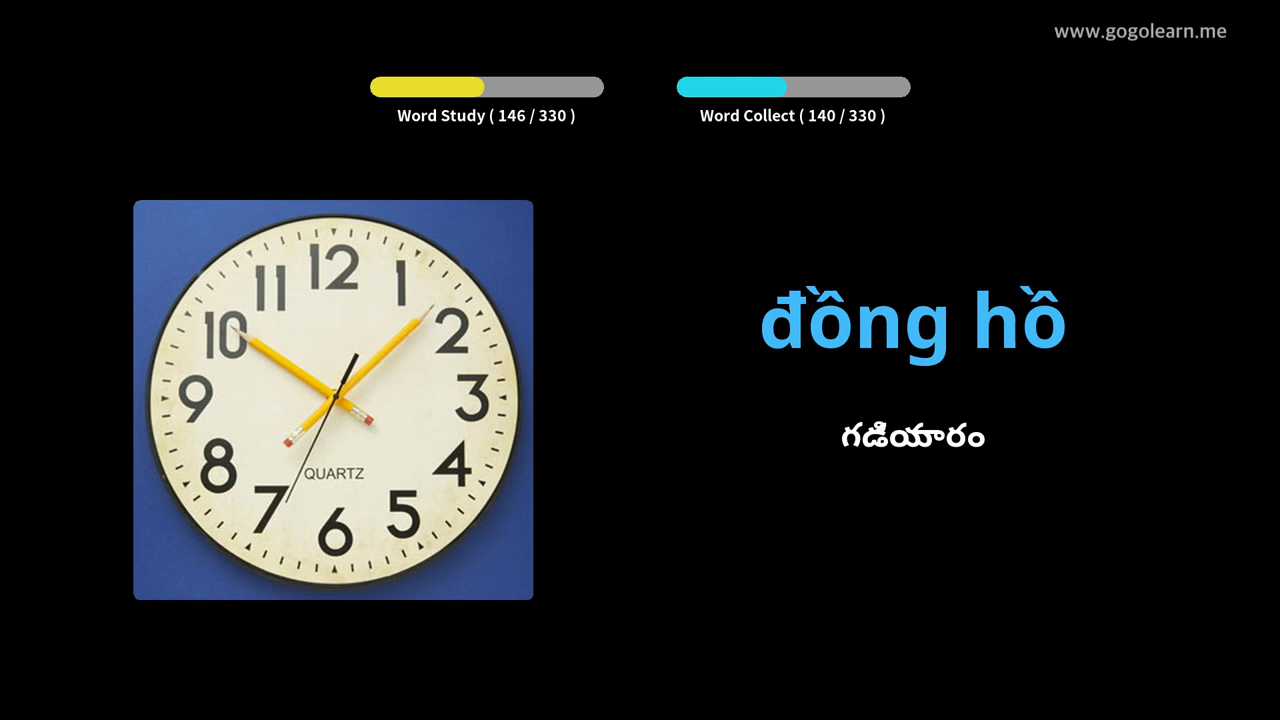 www.gogolearn.me
Word Study ( 146 / 330 )
Word Collect ( 140 / 330 )
12
11
1
10
2
9
3
8
4
7
5
6
QUARTZ
đồng hồ
గడియారం